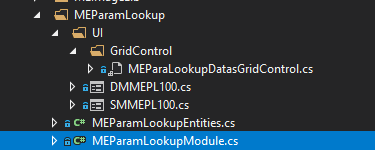 MEParamLookup
UI
GridControl
MEParaLookupDatasGridControl.cs
DMMEPL100.cs
SMMEPL100.cs
C# MEParamLookupEntities.cs
C# MEParamLookupModule.cs